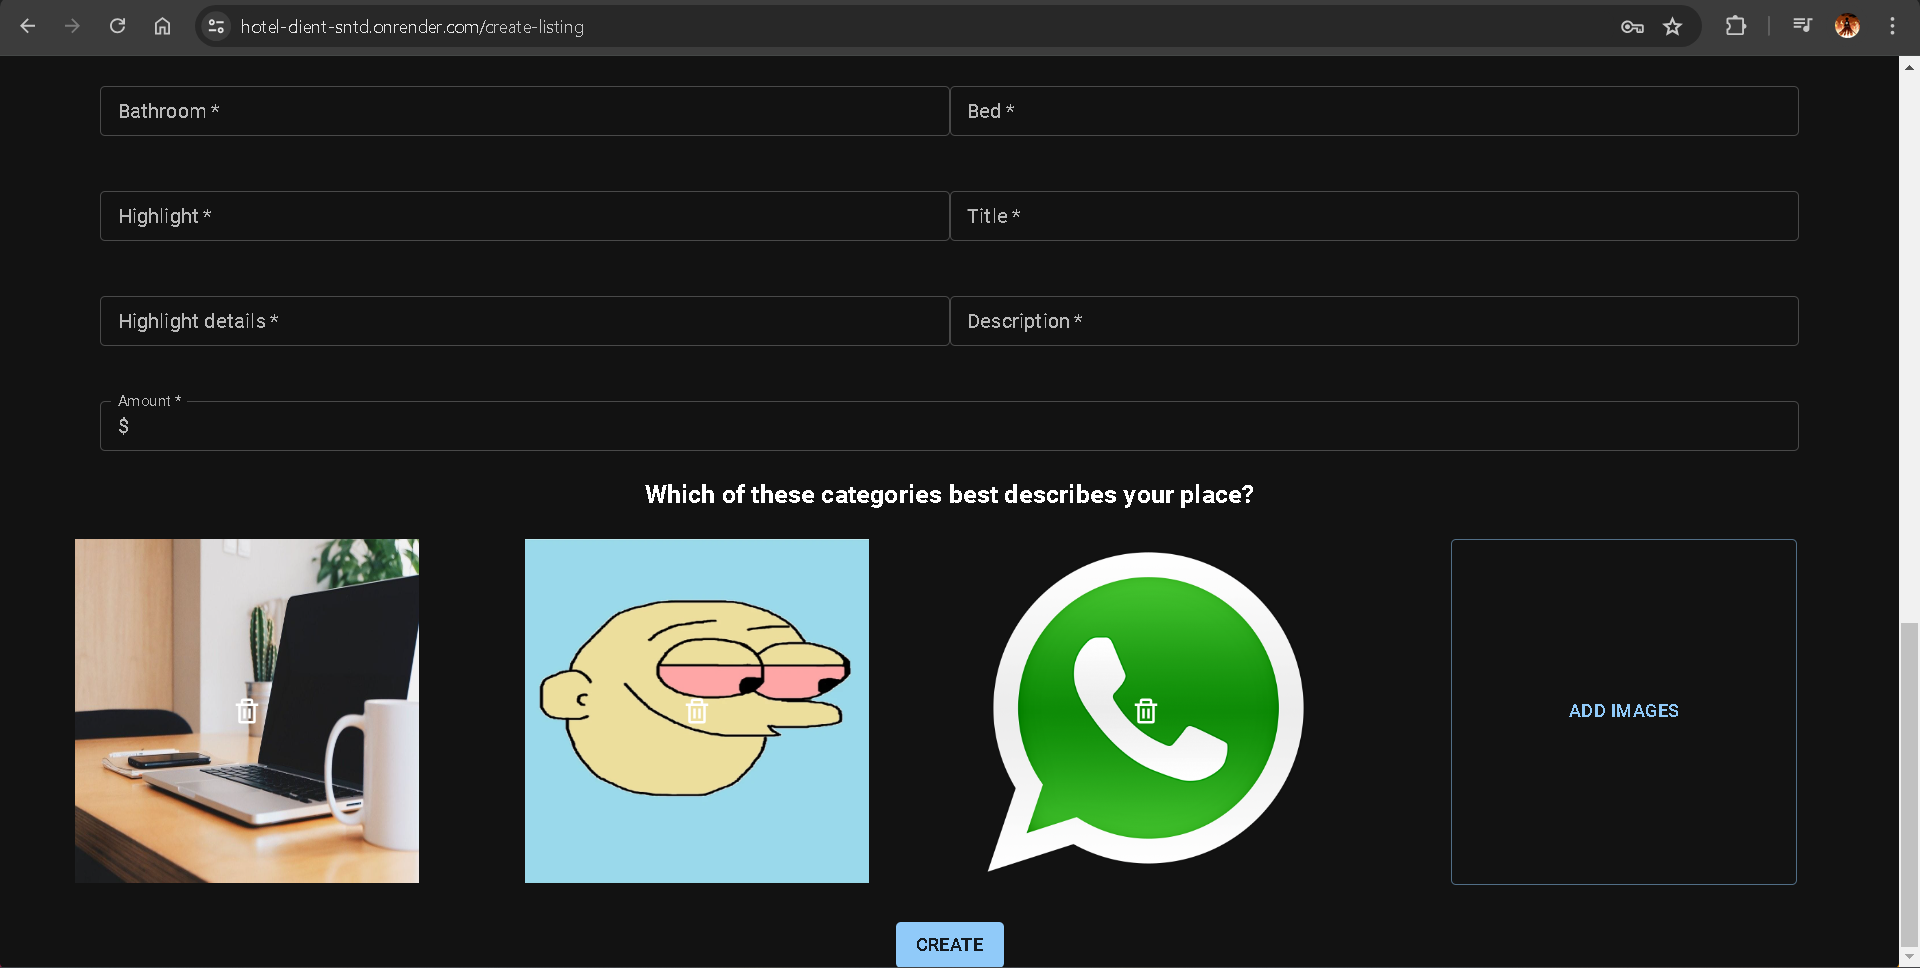 hotel-client-sntd.onrender.com/create-listing
Bathroom *
Bed *
Highlight *
Title *
Highlight details *
Description *
Amount *
$
Which of these categories best describes your place?
ADD IMAGES
CREATE